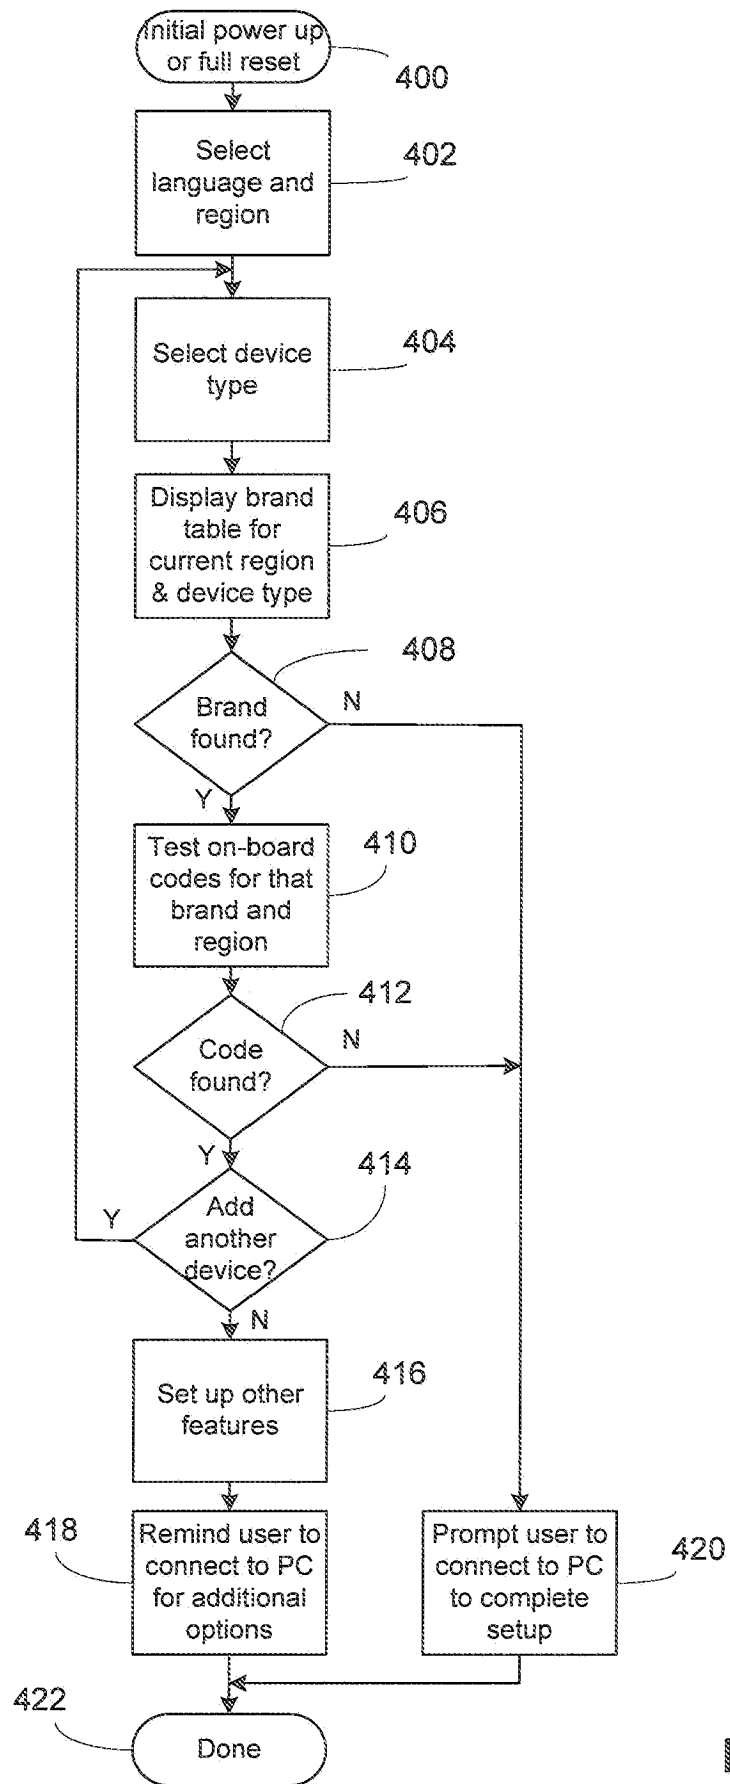 Initial power up
or full reset
400
Select
language and
region
402
Select device
type
404
Display brand
table for
current region
& device type
406
408
Brand
found?
N
Y
Test on-board
codes for that
brand and
region
410
412
Code
found?
N
Y
414
Add
another
device?
Y
N
Set up other
features
416
418
Remind user to
connect to PC
for additional
options
Prompt user to
connect to PC
to complete
setup
420
422
Done